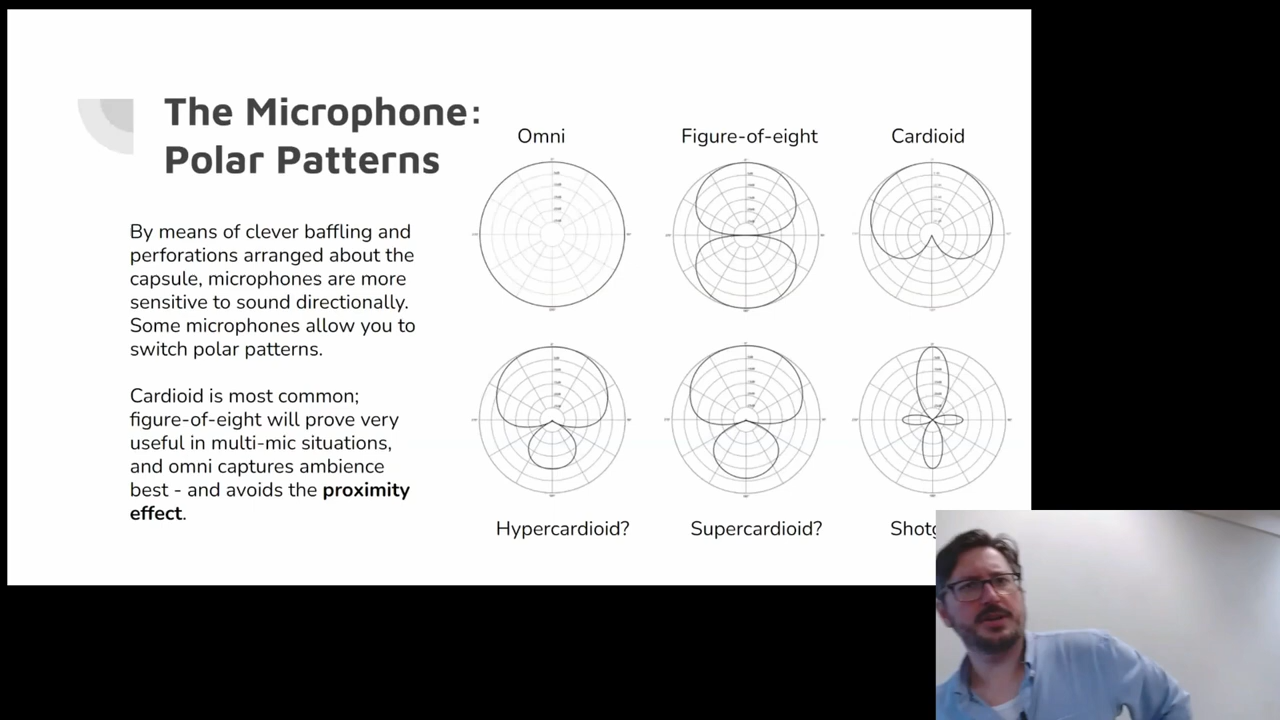 The Microphone:
Polar Patterns
By means of clever baffling and
perforations arranged about the
capsule, microphones are more
sensitive to sound directionally.
Some microphones allow you to
switch polar patterns.
Cardioid is most common;
figure-of-eight will prove very
useful in multi-mic situations,
and omni captures ambience
best - and avoids the proximity
effect.
Omni
Figure-of-eight
Cardioid
Hypercardioid?
Supercardioid?